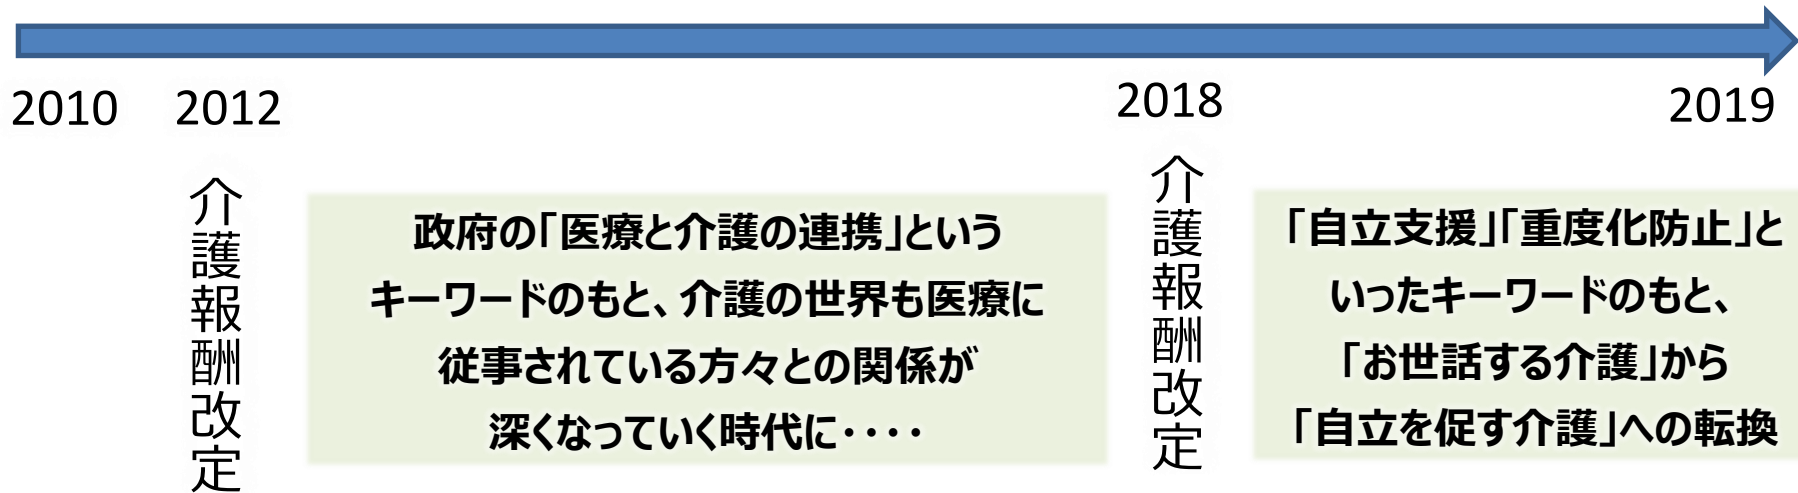 2010
2012
2018
2019
介護報酬改定
政府の「医療と介護の連携」という
キーワードのもと、介護の世界も医療に
従事されている方々との関係が
深くなっていく時代に・・・・
介護報酬改定
「自立支援」「重度化防止」と
いったキーワードのもと、
「お世話する介護」から
「自立を促す介護」への転換